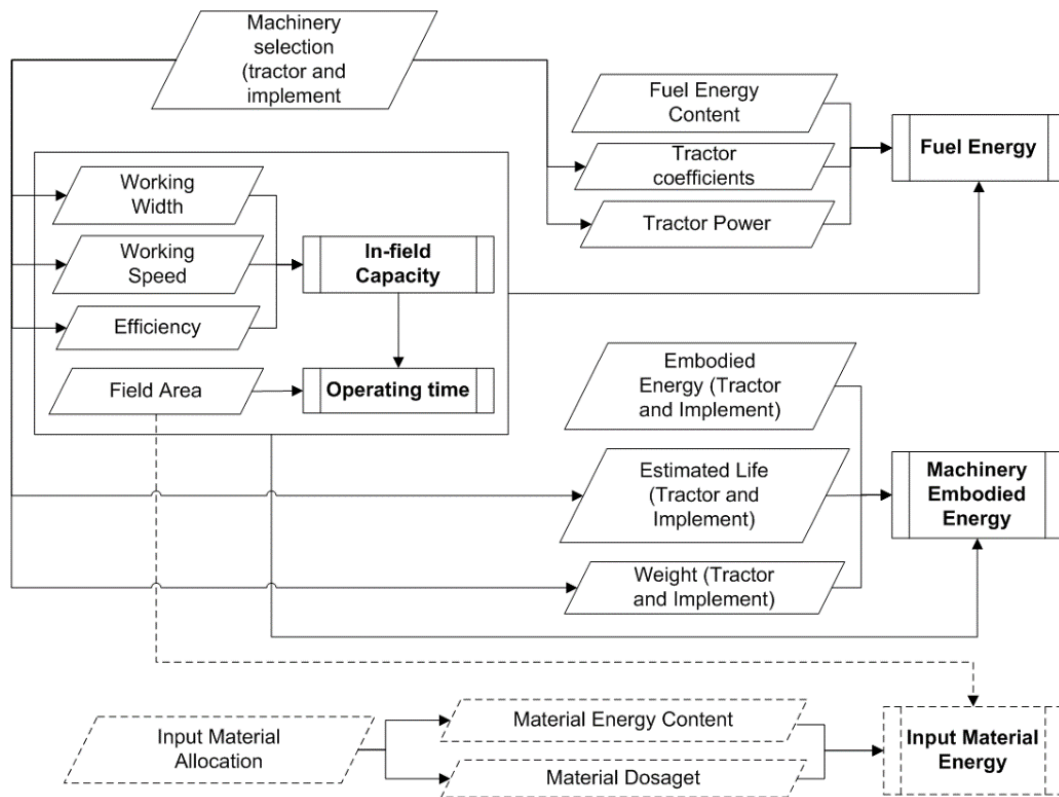 Machinery
selection
(tractor and
implement
Fuel Energy
Content
Tractor
coefficients
Tractor Power
Fuel Energy
Working
Width
Working
Speed
Efficiency
Field Area
In-field
Capacity
Operating time
Embodied
Energy (Tractor
and Implement)
Estimated Life
(Tractor and
Implement)
Weight (Tractor
and Implement)
Machinery
Embodied
Energy
Input Material
Allocation
Material Energy Content
Material Dosaget
Input Material
Energy